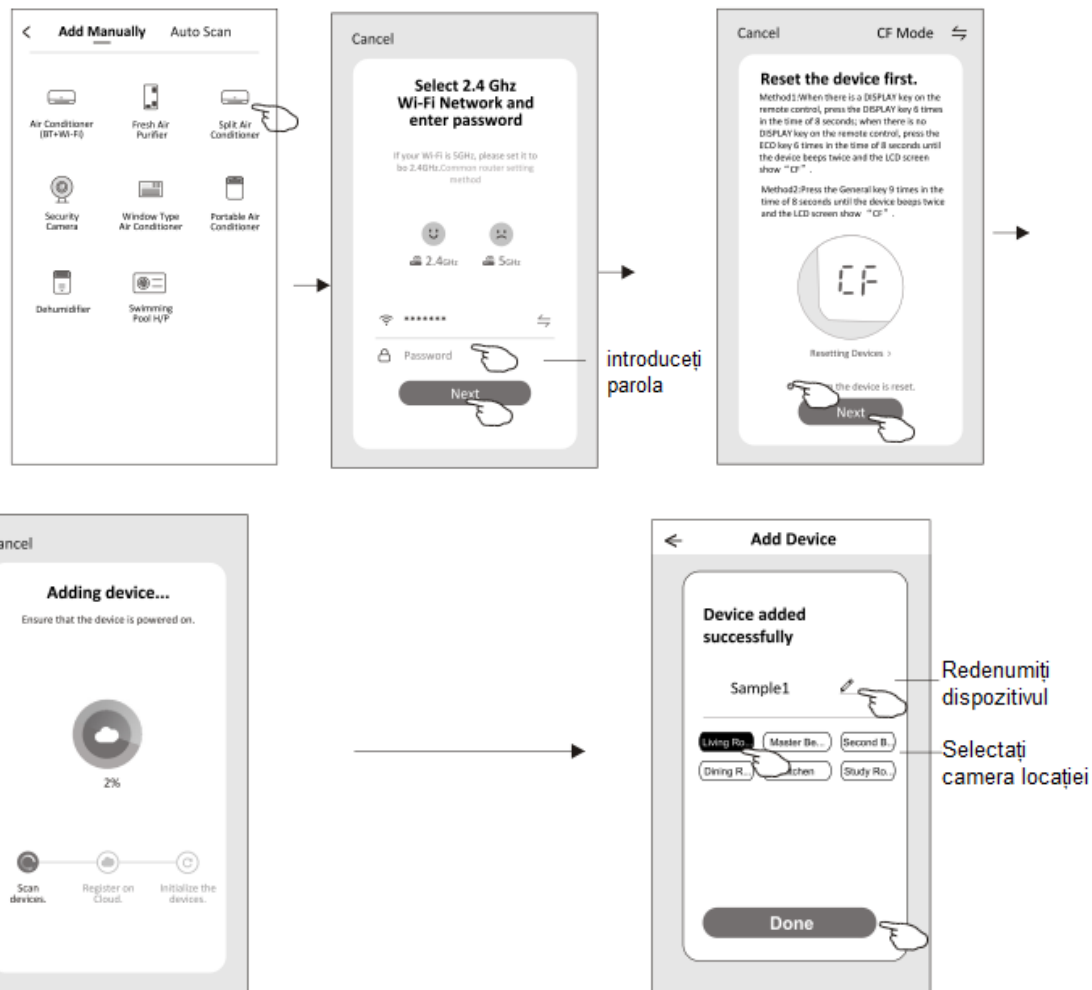 Add Manually Auto Scan
Air Conditioner
(BT+Wi-Fi)
Fresh Air
Purifier
Split Air
Conditioner
Security
Camera
Window Type
Air Conditioner
Portable Air
Conditioner
Dehumidifier
Swimming
Pool H/P
Cancel
Select 2.4 Ghz
Wi-Fi Network and
enter password
If your Wi-Fi is 5GHz, please set it to
be 2.4GHz.Common router setting
method
2.4GHz 5GHz
*******
Password
Next
introduceți
parola
Cancel CF Mode
Reset the device first.
Method1:When there is a DISPLAY key on the
remote control, press the DISPLAY key 6 times
in the time of 8 seconds; when there is no
DISPLAY key on the remote control, press the
ECO key 6 times in the time of 8 seconds until
the device beeps twice and the LCD screen
show “CF”.
Method2:Press the General key 9 times in the
time of 8 seconds until the device beeps twice
and the LCD screen show “CF”.
CF
Resetting Devices >
the device is reset.
Next
ancel
Adding device...
Ensure that the device is powered on.
2%
Scan
devices.
Register on
Cloud.
Initialize the
devices.
Add Device
Device added
successfully
Sample1
Redenumiți
dispozitivul
Living Ro.. Master Be... Second B..
Dining R... tchen Study Ro..
Selectați
camera locației
Done